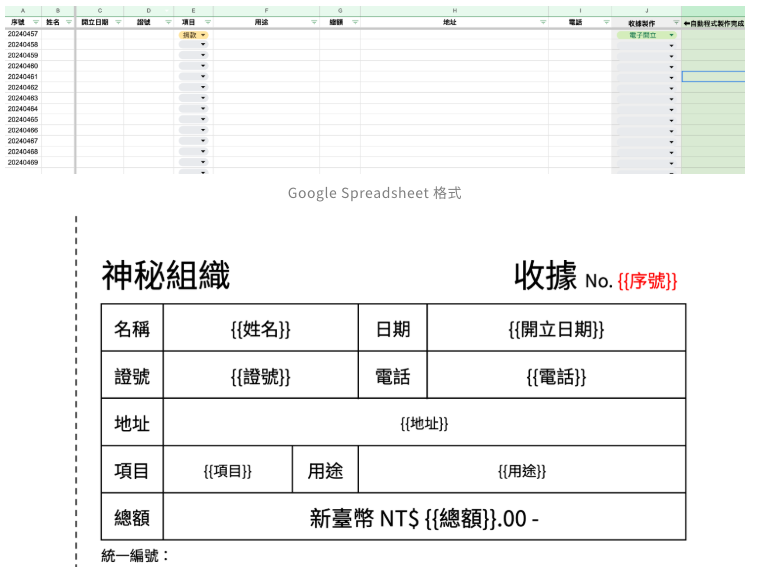 A B C D E F G H I J
序號 姓名 開立日期 證號 項目 用途 總額 地址 電話 收據製作 ⬅自動程式製作完成
20240457 捐款 電子開立
20240458
20240459
20240460
20240461
20240462
20240463
20240464
20240465
20240466
20240467
20240468
20240469
Google Spreadsheet 格式
神秘組織 收據 No. {{序號}}
名稱 {{姓名}} 日期 {{開立日期}}
證號 {{證號}} 電話 {{電話}}
地址 {{地址}}
項目 {{項目}} 用途 {{用途}}
總額 新臺幣 NT$ {{總額}}.00 -
統一編號：